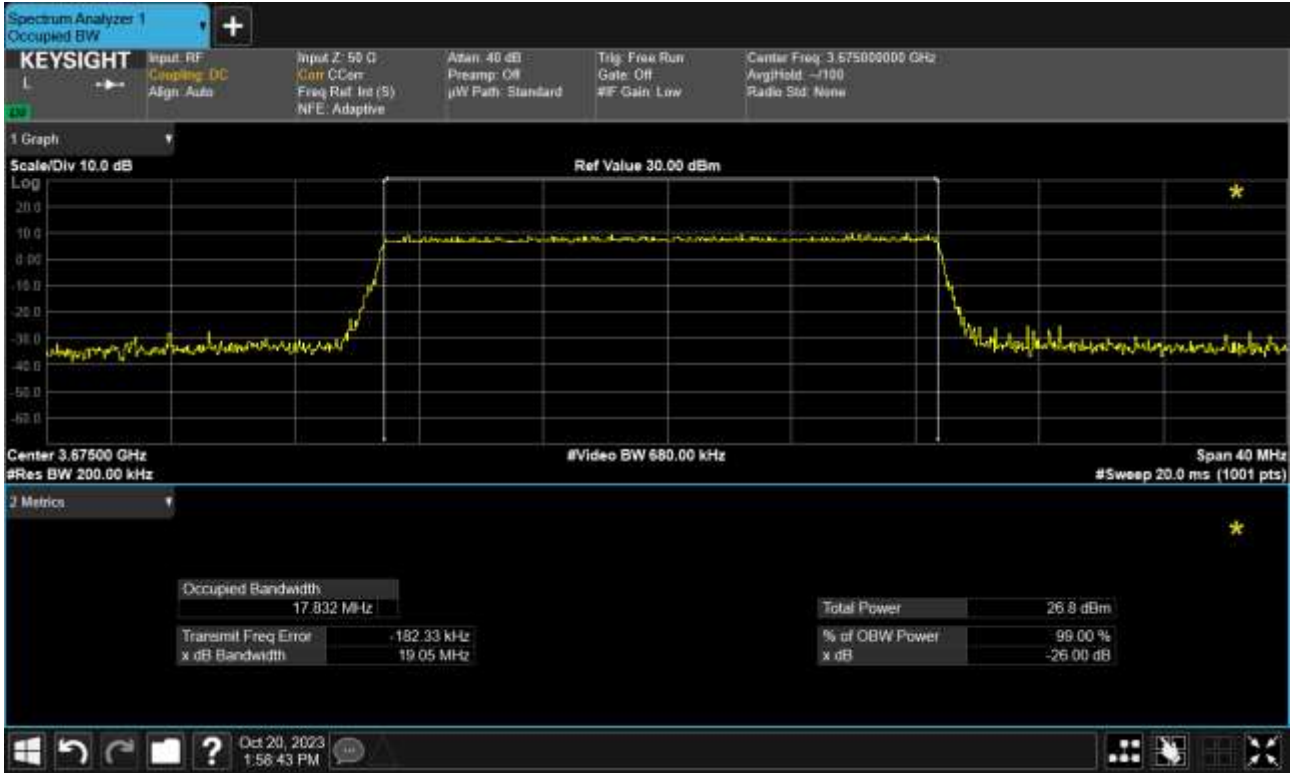 Spectrum Analyzer 1
Occupied BW
KEYSIGHT
L
Input: RF
Coupling: DC
Align: Auto
Input Z: 50 Ω
Corr CCorr
Freq Ref: Int (S)
NFE: Adaptive
Atten: 40 dB
Preamp: Off
µW Path: Standard
Trig: Free Run
Gate: Off
#IF Gain: Low
Center Freq: 3.675000000 GHz
Avg|Hold: --/100
Radio Std: None
1 Graph
Scale/Div 10.0 dB
Ref Value 30.00 dBm
Log
20.0
10.0
0.00
-10.0
-20.0
-30.0
-40.0
-50.0
-60.0
Center 3.67500 GHz
#Video BW 680.00 kHz
Span 40 MHz
#Res BW 200.00 kHz
#Sweep 20.0 ms (1001 pts)
2 Metrics
Occupied Bandwidth
17.832 MHz
Total Power 26.8 dBm
Transmit Freq Error -182.33 kHz
% of OBW Power 99.00 %
x dB Bandwidth 19.05 MHz
x dB -26.00 dB
Oct 20, 2023
1:56:43 PM